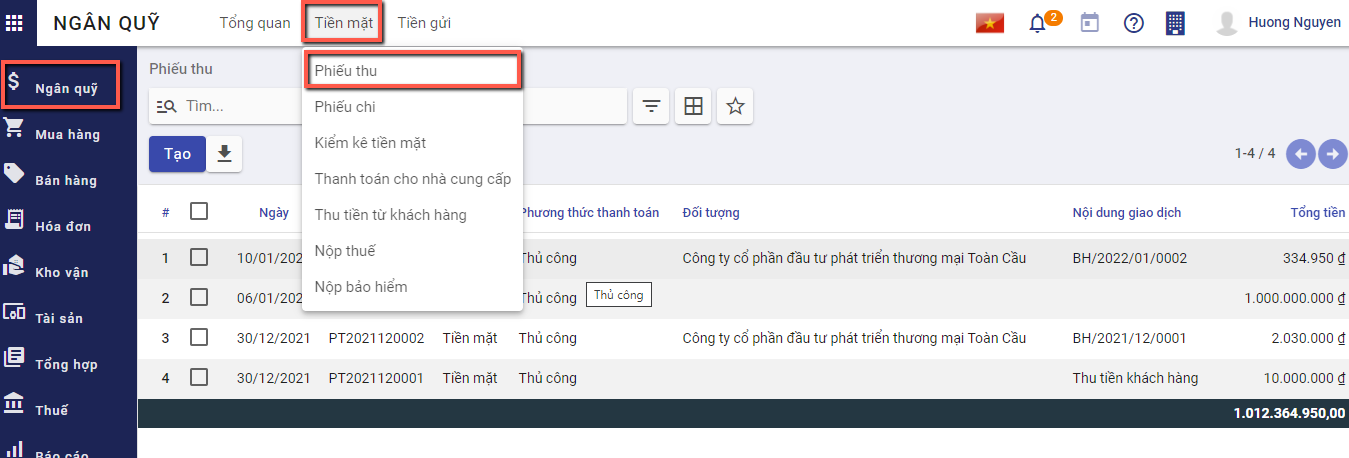 NGÂN QUỸ Tổng quan Tiền mặt Tiền gửi 2 Huong Nguyen
Ngân quỹ
Mua hàng
Bán hàng
Hóa đơn
Kho vận
Tài sản
Tổng hợp
Thuế
Báo cáo
Phiếu thu
Tìm...
Tạo
1-4 / 4
Phiếu thu
Phiếu chi
Kiểm kê tiền mặt
Thanh toán cho nhà cung cấp
Thu tiền từ khách hàng
Nộp thuế
Nộp bảo hiểm
# Ngày Phương thức thanh toán Đối tượng Nội dung giao dịch Tổng tiền
1 10/01/202 Thủ công Công ty cổ phần đầu tư phát triển thương mại Toàn Cầu BH/2022/01/0002 334.950 ₫
2 06/01/202 Thủ công 1.000.000.000 ₫
Thủ công
3 30/12/2021 PT2021120002 Tiền mặt Thủ công Công ty cổ phần đầu tư phát triển thương mại Toàn Cầu BH/2021/12/0001 2.030.000 ₫
4 30/12/2021 PT2021120001 Tiền mặt Thủ công Thu tiền khách hàng 10.000.000 ₫
1.012.364.950,00